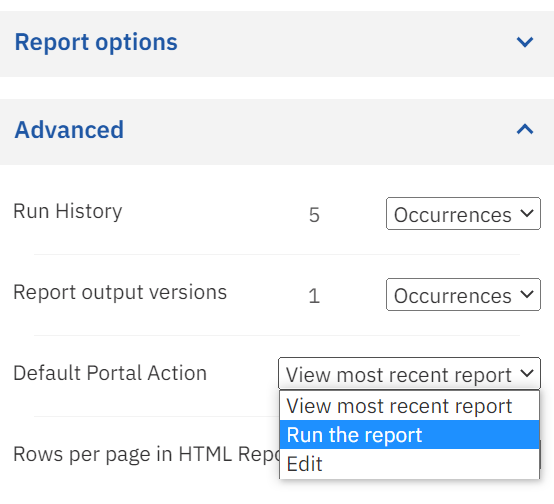 Report options
Advanced
Run History 5 Occurrences
Report output versions 1 Occurrences
Default Portal Action View most recent report
View most recent report
Run the report
Rows per page in HTML
Edit